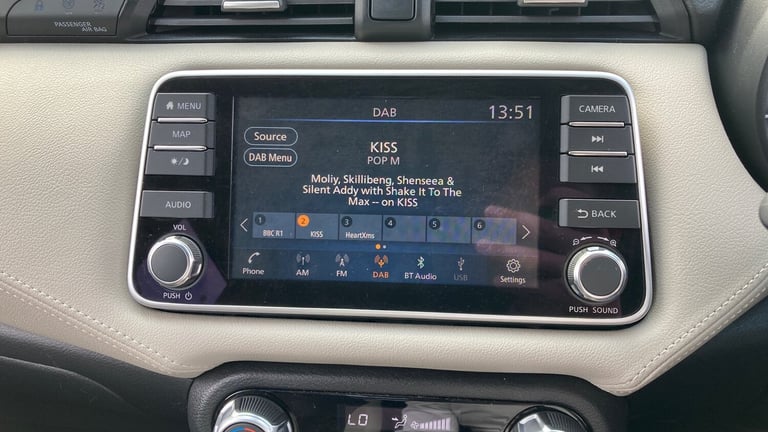 PASSENGER
AIR BAG
MENU
MAP
AUDIO
VOL
PUSH
DAB
13:51
Source
DAB Menu
KISS
POP M
Moliy, Skillibeng, Shenseea &
Silent Addy with Shake It To The
Max -- on KISS
1 2 3 4 5 6
BBC R1 KISS HeartXms
Phone AM FM DAB BT Audio USB Settings
CAMERA
BACK
PUSH SOUND
LO